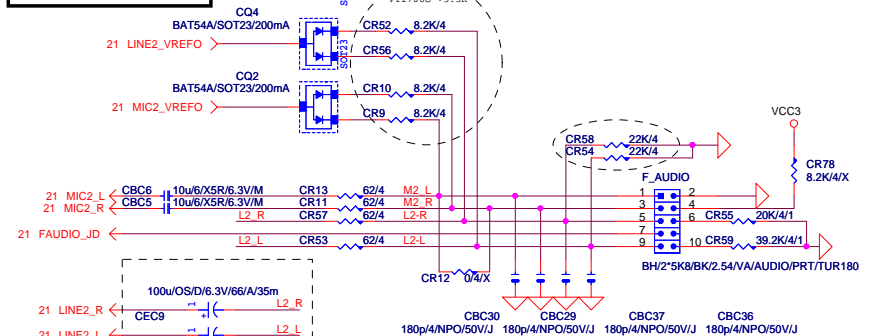 CQ4
BAT54A/SOT23/200mA
21 LINE2_VREFO
SOT23
CR52 8.2K/4
CR56 8.2K/4
CQ2
BAT54A/SOT23/200mA
21 MIC2_VREFO
CR10 8.2K/4
CR9 8.2K/4
VCC3
CR58 22K/4
CR54 22K/4
CR78
8.2K/4/X
F_AUDIO
21 MIC2_L CBC6 10u/6/X5R/6.3V/M CR13 62/4 M2_L 1 2
21 MIC2_R CBC5 10u/6/X5R/6.3V/M CR11 62/4 M2_R 3 4
L2_R CR57 62/4 L2-R 5 6 CR55 20K/4/1
21 FAUDIO_JD 7
L2_L CR53 62/4 L2-L 9 10 CR59 39.2K/4/1
BH/2*5K8/BK/2.54/VA/AUDIO/PRT/TUR180
CR12 0/4/X
100u/OS/D/6.3V/66/A/35m
21 LINE2_R 1 L2_R
CEC9 +
CBC30 CBC29 CBC37 CBC36
180p/4/NPO/50V/J 180p/4/NPO/50V/J 180p/4/NPO/50V/J 180p/4/NPO/50V/J
21 LINE2_L 1 L2_L